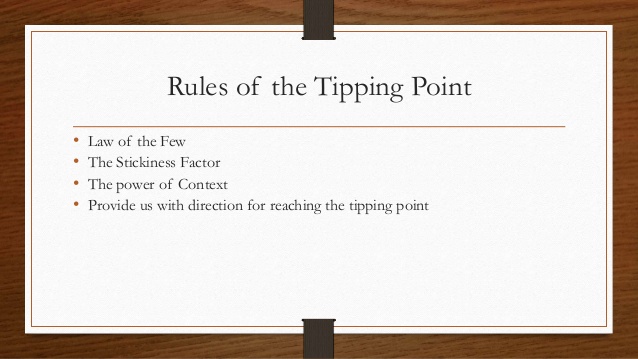 Rules of the Tipping Point
• Law of the Few
• The Stickiness Factor
• The power of Context
• Provide us with direction for reaching the tipping point